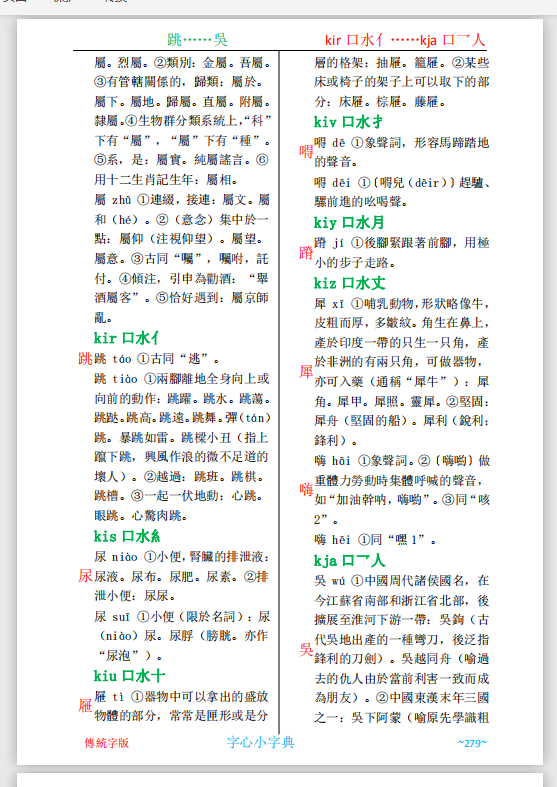 跳……吳
kir 口水亻……kja 口乛人
屬。烈屬。②類別：金屬。吾屬。
③有管轄關係的，歸類：屬於。
屬下。屬地。歸屬。直屬。附屬。
隸屬。④生物群分類系統上，“科”
下有“屬”，“屬”下有“種”。
⑤系，是：屬實。純屬謠言。⑥
用十二生肖記生年：屬相。
屬 zhǔ ①連綴，接連：屬文。屬
和（hé）。②（意念）集中於一
點：屬仰（注視仰望）。屬望。
屬意。③古同“囑”，囑咐，託
付。④傾注，引申為勸酒：“舉
酒屬客”。⑤恰好遇到：屬京師
亂。
kir 口水亻
跳 跳 táo ①古同“逃”。
跳 tiào ①兩腳離地全身向上或
向前的動作：跳躍。跳水。跳蕩。
跳躂。跳高。跳遠。跳舞。彈(tán)
跳。暴跳如雷。跳樑小丑（指上
躥下跳，興風作浪的微不足道的
壞人）。②越過：跳班。跳棋。
跳槽。③一起一伏地動：心跳。
眼跳。心驚肉跳。
kis 口水糹
尿 niào ①小便，腎臟的排泄液：
尿 尿液。尿布。尿肥。尿素。②排
泄小便：尿尿。
尿 suī ①小便（限於名詞）：尿
（niào）尿。尿脬（膀胱。亦作
“尿泡”）。
kiu 口水十
屜 屜 tì ①器物中可以拿出的盛放
物體的部分，常常是匣形或是分
層的格架：抽屜。籠屜。②某些
床或椅子的架子上可以取下的部
分：床屜。棕屜。藤屜。
kiv 口水扌
嘚 嘚 dē ①象聲詞，形容馬蹄踏地
的聲音。
嘚 dēi ①〔嘚兒（dēir）〕趕驢、
騾前進的吆喝聲。
kiy 口水月
蹐 蹐 jí ①後腳緊跟著前腳，用極
小的步子走路。
kiz 口水丈
犀 xī ①哺乳動物，形狀略像牛，
皮粗而厚，多皺紋。角生在鼻上，
產於印度一帶的只生一只角，產
犀 於非洲的有兩只角，可做器物，
亦可入藥（通稱“犀牛”）：犀
角。犀甲。犀照。靈犀。②堅固：
犀舟（堅固的船）。犀利（銳利；
鋒利）。
嗨 hāi ①象聲詞。②〔嗨喲〕做
嗨 重體力勞動時集體呼喊的聲音，
如“加油幹吶，嗨喲”。③同“咳
2”。
嗨 hēi ①同“嘿 1”。
kja 口乛人
吳 wú ①中國周代諸侯國名，在
今江蘇省南部和浙江省北部，後
擴展至淮河下游一帶：吳鉤（古
吳 代吳地出產的一種彎刀，後泛指
鋒利的刀劍）。吳越同舟（喻過
去的仇人由於當前利害一致而成
為朋友）。②中國東漢末年三國
之一：吳下阿蒙（喻原先學識粗
傳統字版
字心小字典
~279~